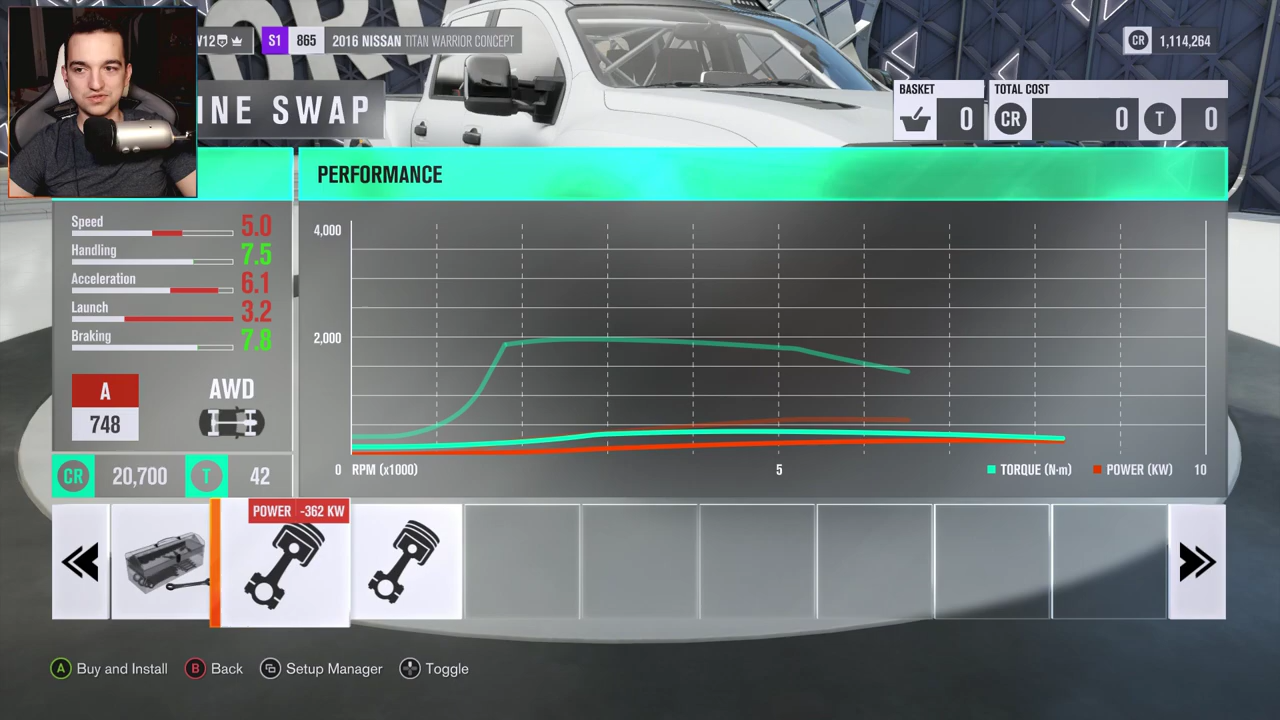 W12
S1 865 2016 NISSAN TITAN WARRIOR CONCEPT
CR 1,114,264
INE SWAP
BASKET
0
TOTAL COST
CR 0 T 0
PERFORMANCE
Speed 5.0
Handling 7.5
Acceleration 6.1
Launch 3.2
Braking 7.8
A
748
AWD
CR 20,700 T 42
4,000
2,000
0 RPM (x1000) 5 TORQUE (N·m) POWER (KW) 10
POWER -362 KW
A Buy and Install B Back Setup Manager Toggle